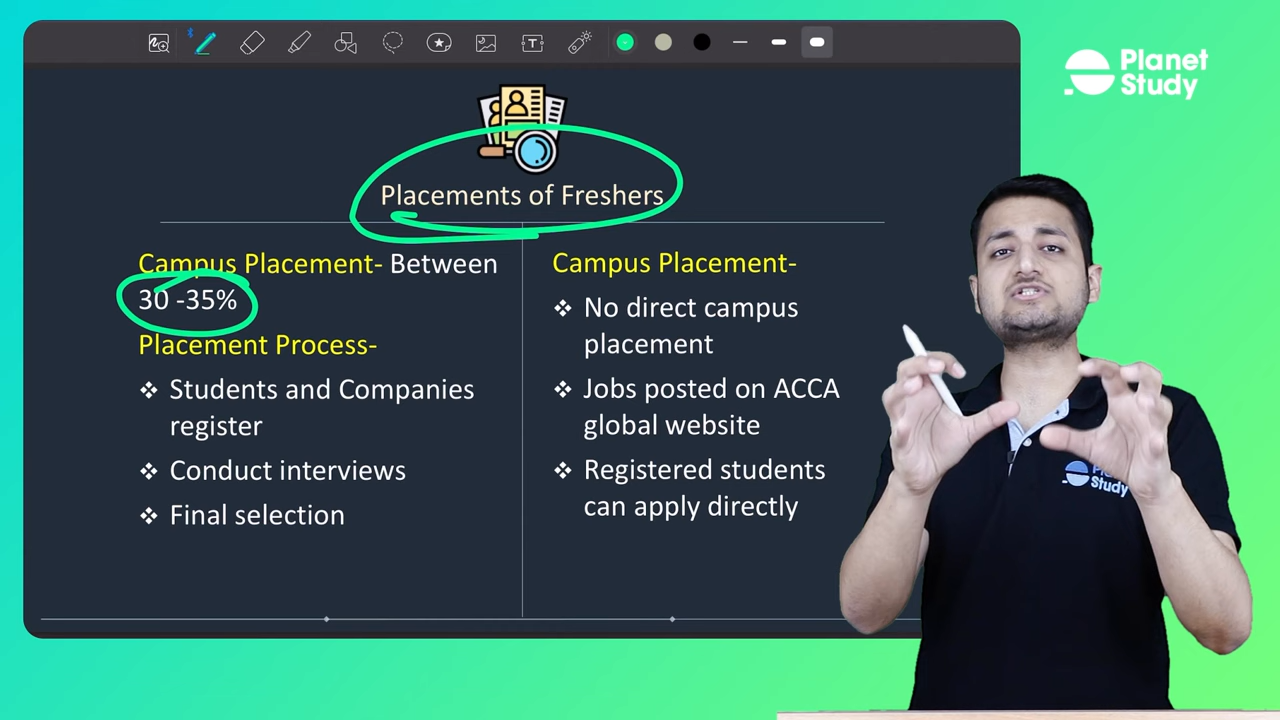 Planet
Study
Placements of Freshers
Campus Placement- Between
30 -35%
Placement Process-
❖ Students and Companies
register
❖ Conduct interviews
❖ Final selection
Campus Placement-
❖ No direct campus
placement
❖ Jobs posted on ACCA
global website
❖ Registered students
can apply directly
Study